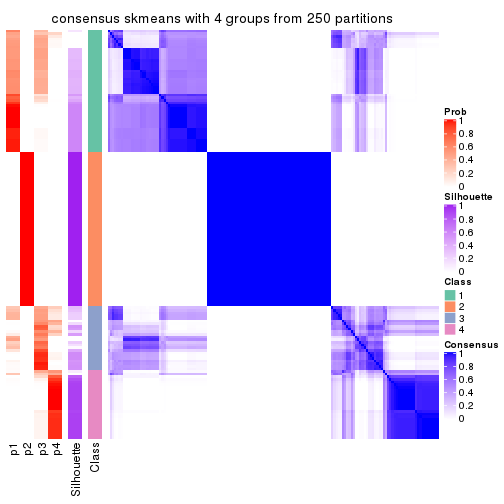 consensus skmeans with 4 groups from 250 partitions
Prob
1
0.8
0.6
0.4
0.2
0
Silhouette
1
0.8
0.6
0.4
0.2
0
Class
1
2
3
4
Consensus
1
0.8
0.6
0.4
0.2
0
p1
p2
p3
p4
Silhouette
Class